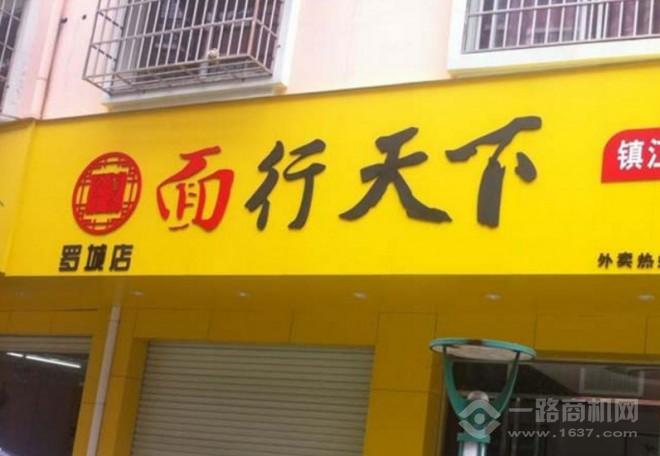 面行天下
罗城店
镇江
外卖热
一路商机网
www.1637.com